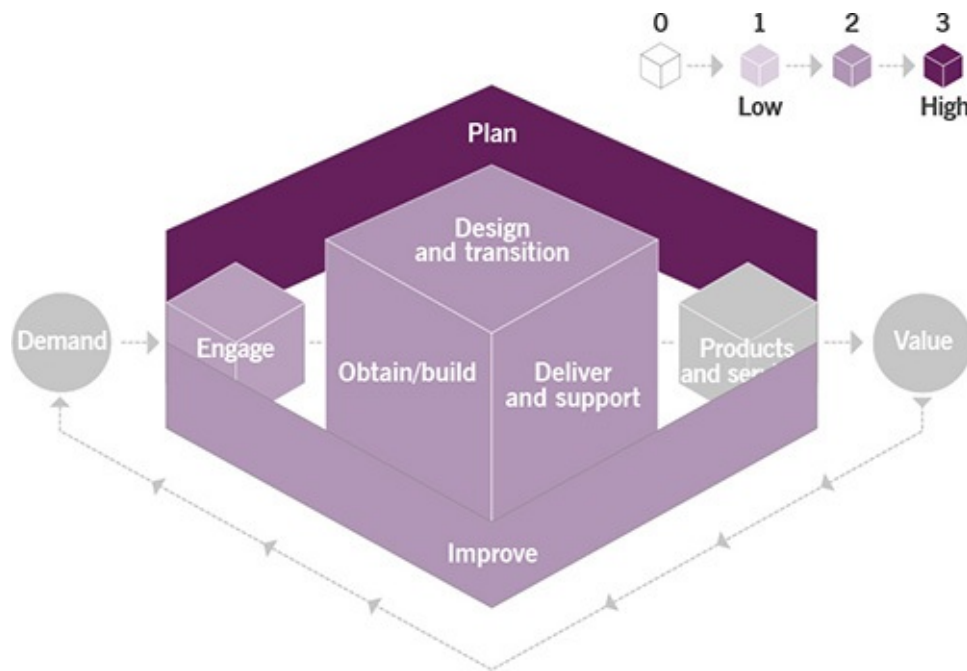 0 1 2 3
Low High
Plan
Design
and transition
Demand
Engage
Obtain/build
Deliver
and support
Products
and
Value
Improve